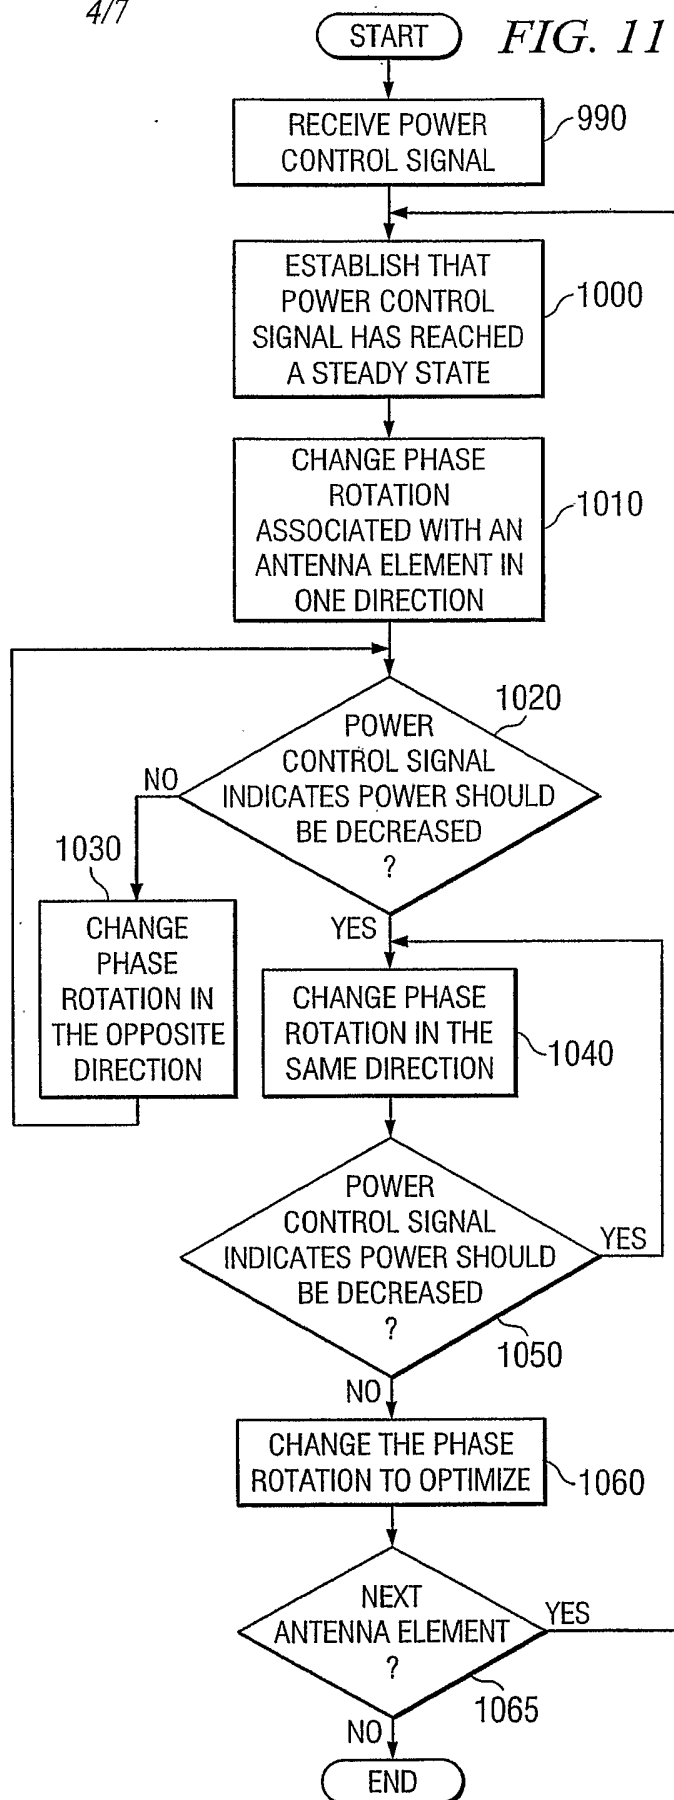 4/7
START
FIG. 11
RECEIVE POWER
CONTROL SIGNAL
990
ESTABLISH THAT
POWER CONTROL
SIGNAL HAS REACHED
A STEADY STATE
1000
CHANGE PHASE
ROTATION
ASSOCIATED WITH AN
ANTENNA ELEMENT IN
ONE DIRECTION
1010
1020
POWER
CONTROL SIGNAL
INDICATES POWER SHOULD
BE DECREASED
?
NO
1030
CHANGE
PHASE
ROTATION IN
THE OPPOSITE
DIRECTION
YES
CHANGE PHASE
ROTATION IN THE
SAME DIRECTION
1040
POWER
CONTROL SIGNAL
INDICATES POWER SHOULD
BE DECREASED
?
YES
1050
NO
CHANGE THE PHASE
ROTATION TO OPTIMIZE
1060
NEXT
ANTENNA ELEMENT
?
YES
1065
NO
END